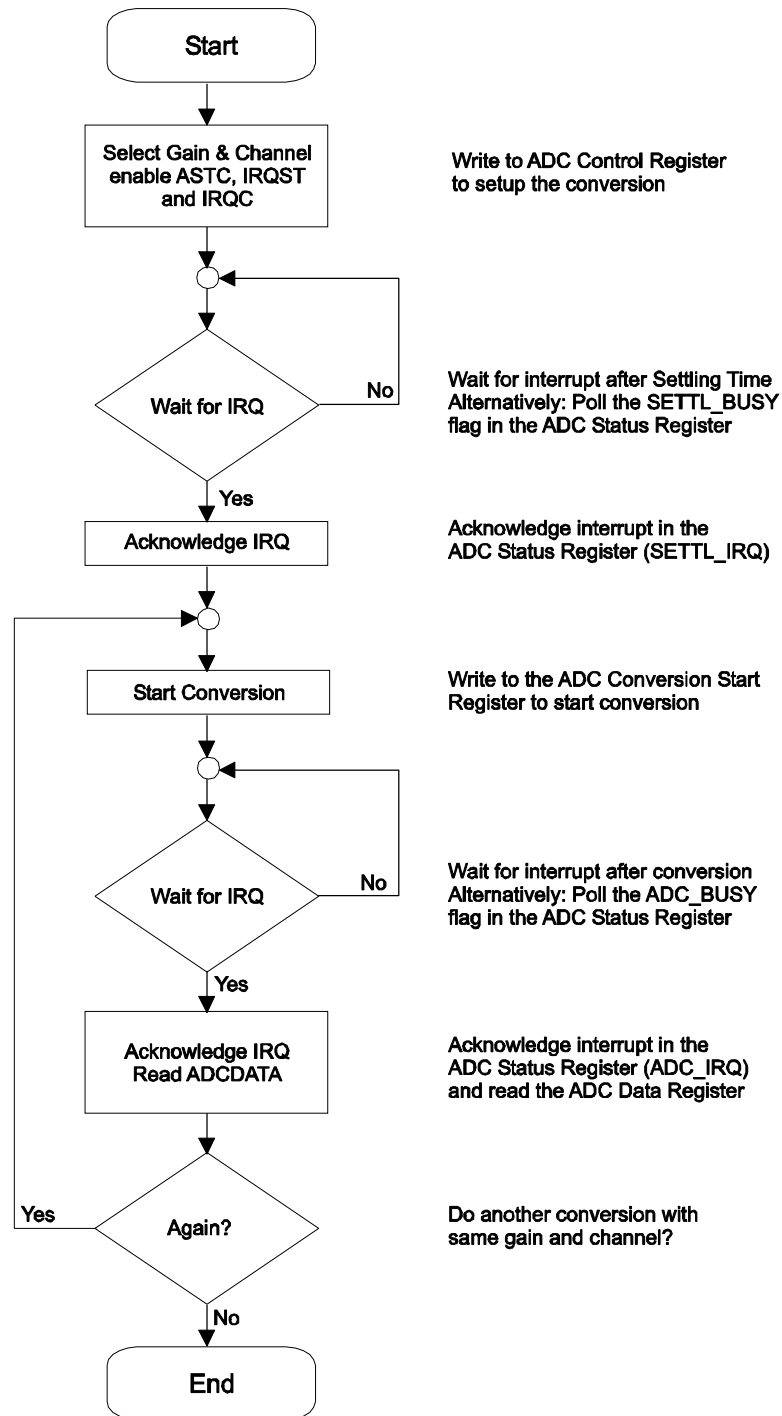 Start
Select Gain & Channel
enable ASTC, IRQST
and IRQC
Write to ADC Control Register
to setup the conversion
Wait for IRQ
No
Wait for interrupt after Settling Time
Alternatively: Poll the SETTL_BUSY
flag in the ADC Status Register
Yes
Acknowledge IRQ
Acknowledge interrupt in the
ADC Status Register (SETTL_IRQ)
Start Conversion
Write to the ADC Conversion Start
Register to start conversion
Wait for IRQ
No
Wait for interrupt after conversion
Alternatively: Poll the ADC_BUSY
flag in the ADC Status Register
Yes
Acknowledge IRQ
Read ADCDATA
Acknowledge interrupt in the
ADC Status Register (ADC_IRQ)
and read the ADC Data Register
Yes
Again?
Do another conversion with
same gain and channel?
No
End